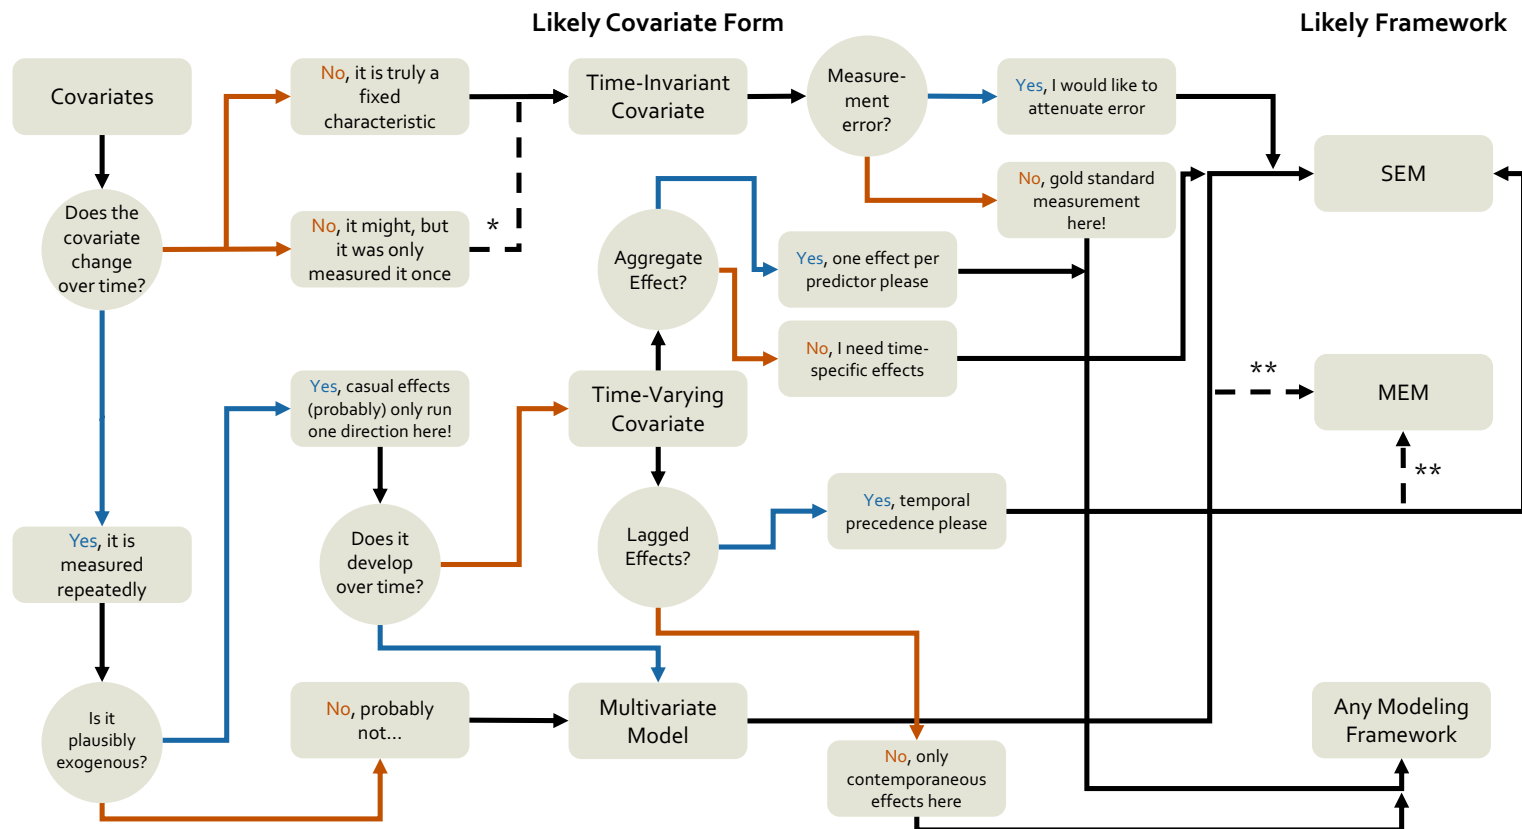 Likely Covariate Form
Likely Framework
Covariates
No, it is truly a
fixed
characteristic
Time-Invariant
Covariate
Measure-
ment
error?
Yes, I would like to
attenuate error
No, gold standard
measurement
here!
SEM
Does the
covariate
change
over time?
No, it might, but
it was only
measured it once
*
Aggregate
Effect?
Yes, one effect per
predictor please
No, I need time-
specific effects
**
MEM
**
Yes, casual effects
(probably) only run
one direction here!
Time-Varying
Covariate
Yes, it is
measured
repeatedly
Does it
develop
over time?
Lagged
Effects?
Yes, temporal
precedence please
Is it
plausibly
exogenous?
No, probably
not...
Multivariate
Model
No, only
contemporaneous
effects here
Any Modeling
Framework